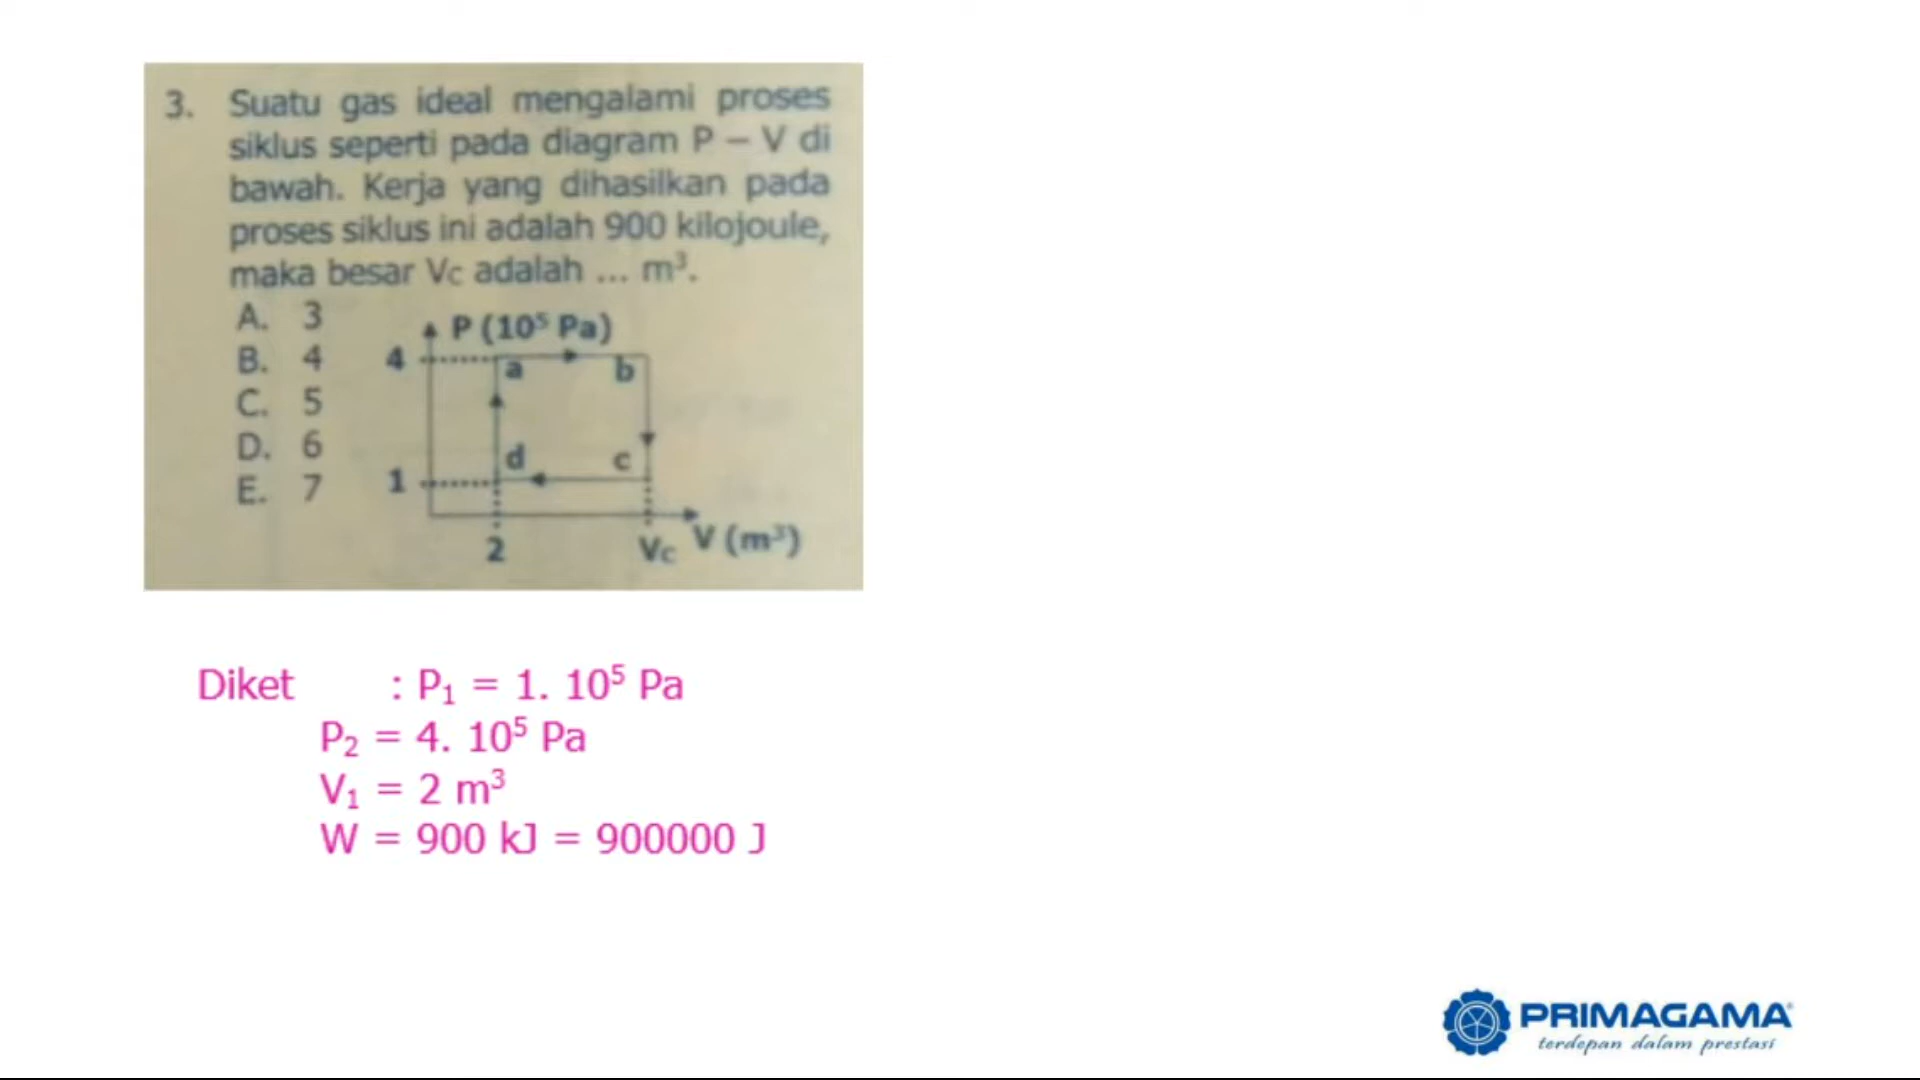 3. Suatu gas ideal mengalami proses
siklus seperti pada diagram P – V di
bawah. Kerja yang dihasilkan pada
proses siklus ini adalah 900 kilojoule,
maka besar Vc adalah ... m³.
A. 3
B. 4
C. 5
D. 6
E. 7
P (10⁵ Pa)
4
a
b
d
c
1
2
Vc
V (m³)
Diket : P₁ = 1. 10⁵ Pa
P₂ = 4. 10⁵ Pa
V₁ = 2 m³
W = 900 kJ = 900000 J
PRIMAGAMA
terdepan dalam prestasi